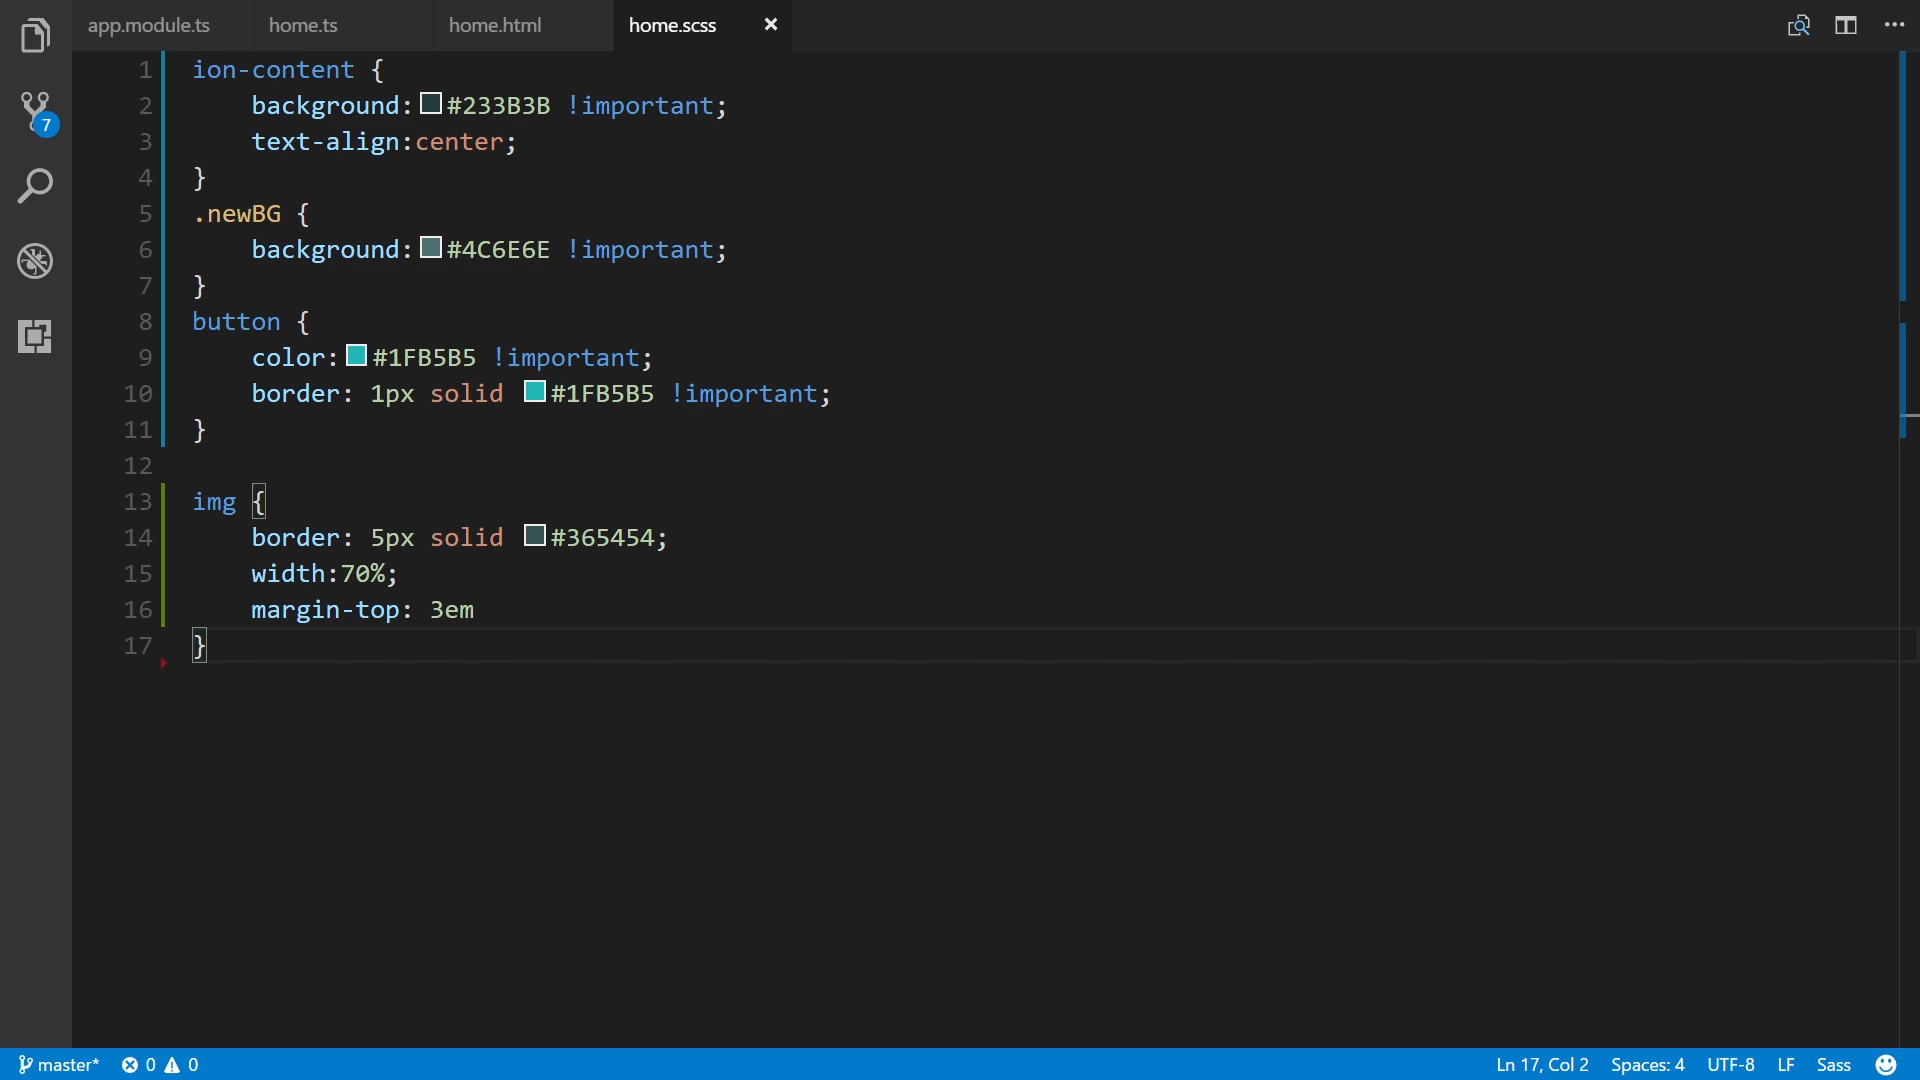 app.module.ts home.ts home.html home.scss
7
1 ion-content {
2 background: #233B3B !important;
3 text-align:center;
4 }
5 .newBG {
6 background: #4C6E6E !important;
7 }
8 button {
9 color: #1FB5B5 !important;
10 border: 1px solid #1FB5B5 !important;
11 }
12
13 img {
14 border: 5px solid #365454;
15 width:70%;
16 margin-top: 3em
17 }
master* 0 0 Ln 17, Col 2 Spaces: 4 UTF-8 LF Sass